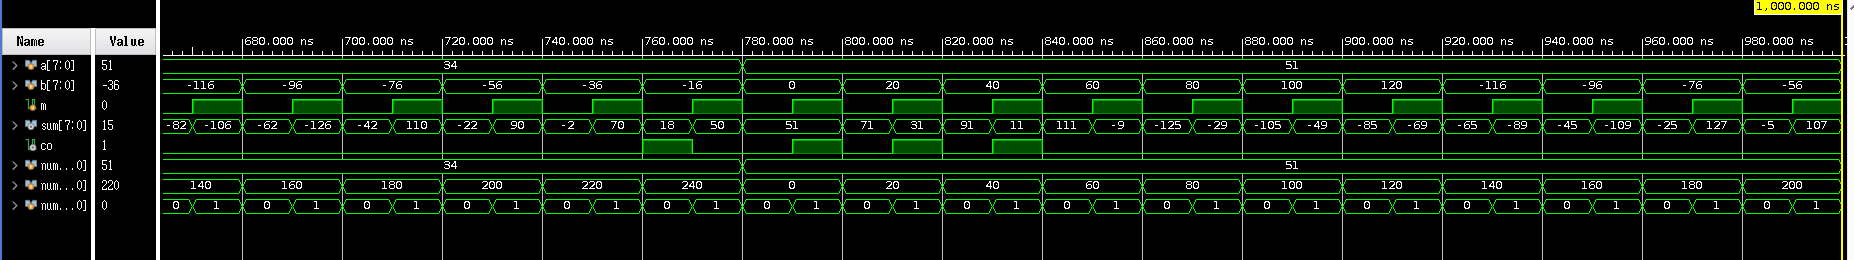 1,000.000 ns
Name Value
680.000 ns 700.000 ns 720.000 ns 740.000 ns 760.000 ns 780.000 ns 800.000 ns 820.000 ns 840.000 ns 860.000 ns 880.000 ns 900.000 ns 920.000 ns 940.000 ns 960.000 ns 980.000 ns
a[7:0] 51 34 51
b[7:0] -36 -116 -96 -76 -56 -36 -16 0 20 40 60 80 100 120 -116 -96 -76 -56
m 0
sum[7:0] 15 -82 -106 -62 -126 -42 110 -22 90 -2 70 18 50 51 71 31 91 11 111 -9 -125 -29 -105 -49 -85 -69 -65 -89 -45 -109 -25 127 -5 107
co 1
num...0] 51 34 51
num...0] 220 140 160 180 200 220 240 0 20 40 60 80 100 120 140 160 180 200
num...0] 0 0 1 0 1 0 1 0 1 0 1 0 1 0 1 0 1 0 1 0 1 0 1 0 1 0 1 0 1 0 1 0 1 0 1